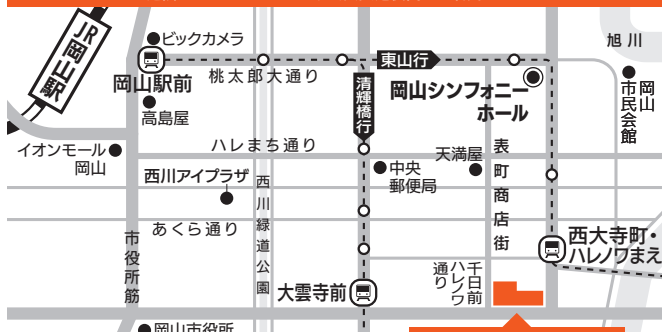 JR岡山駅
ビックカメラ
岡山駅前
桃太郎大通り
高島屋
東山行
清輝橋行
岡山シンフォニー
ホール
旭川
岡山
市民会館
イオンモール
岡山
ハレまち通り
西川アイプラザ
西川緑道公園
中央
郵便局
天満屋
表町商店街
あくら通り
市役所筋
大雲寺前
千日前
ハレノワ
通り
西大寺町・
ハレノワまえ
岡山市役所